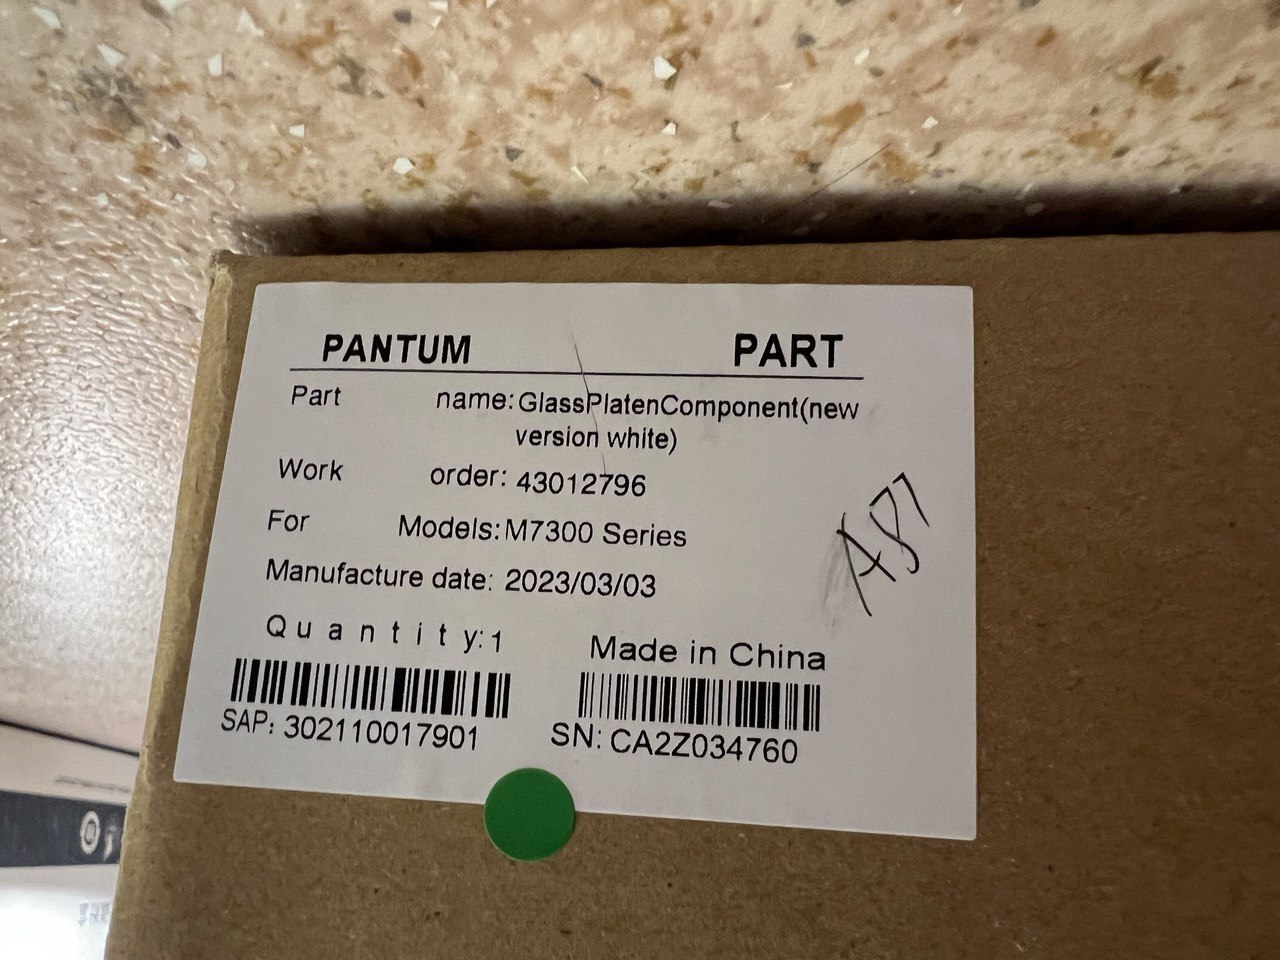 PANTUM PART
Part name:GlassPlatenComponent(new
version white)
Work order: 43012796
For Models:M7300 Series
Manufacture date: 2023/03/03
Quantity:1
Made in China
SAP: 302110017901
SN: CA2Z034760